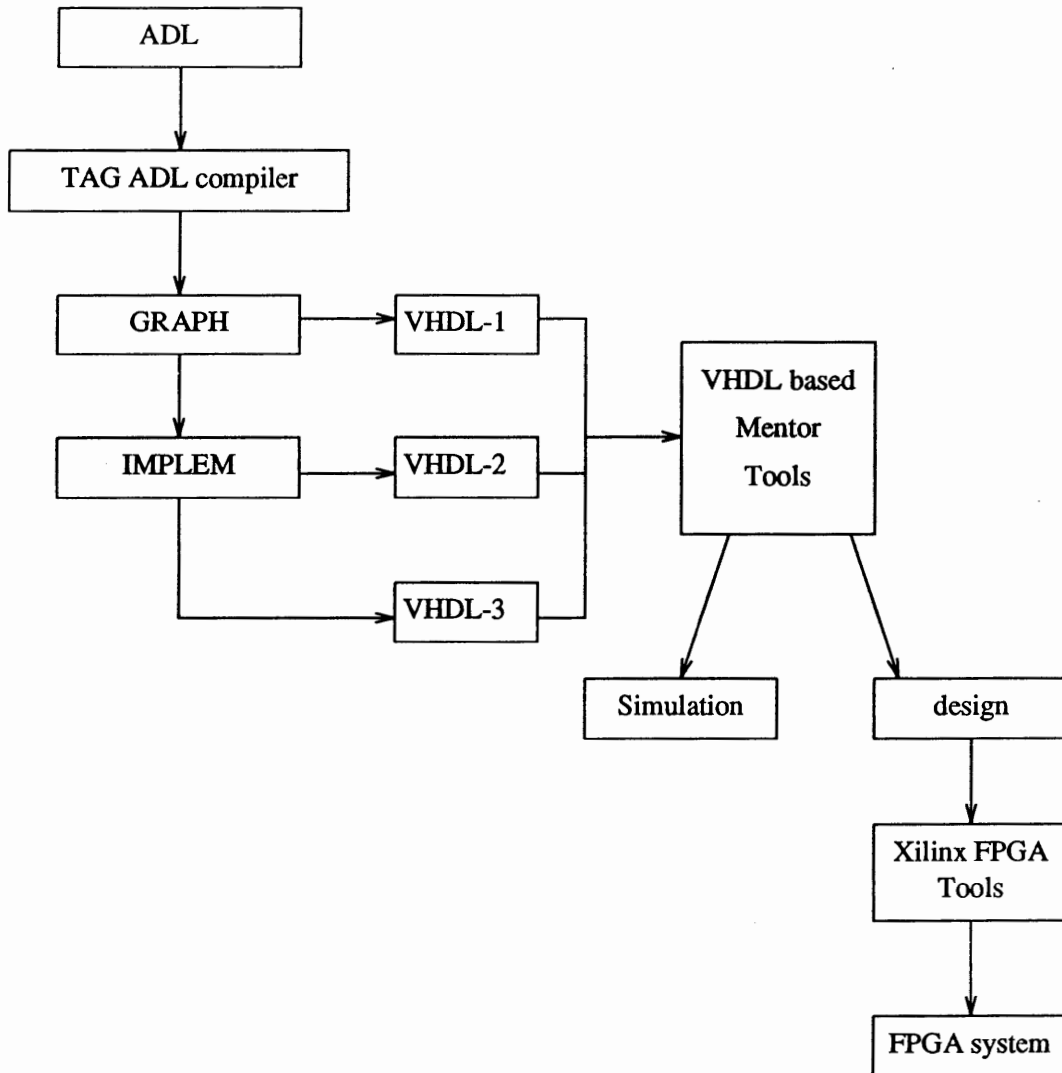 ADL
TAG ADL compiler
GRAPH
VHDL-1
VHDL based
Mentor
Tools
IMPLEM
VHDL-2
VHDL-3
Simulation
design
Xilinx FPGA
Tools
FPGA system